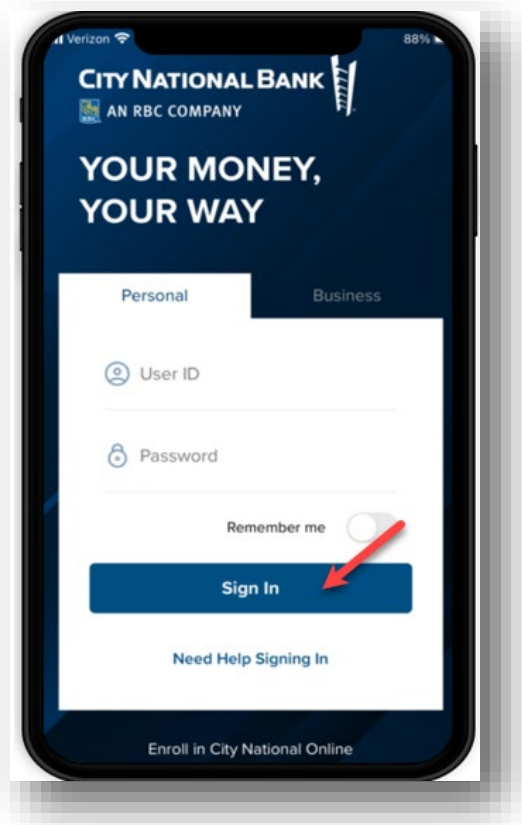 Verizon 88%
CITY NATIONAL BANK
RBC AN RBC COMPANY
YOUR MONEY,
YOUR WAY
Personal Business
User ID
Password
Remember me
Sign In
Need Help Signing In
Enroll in City National Online